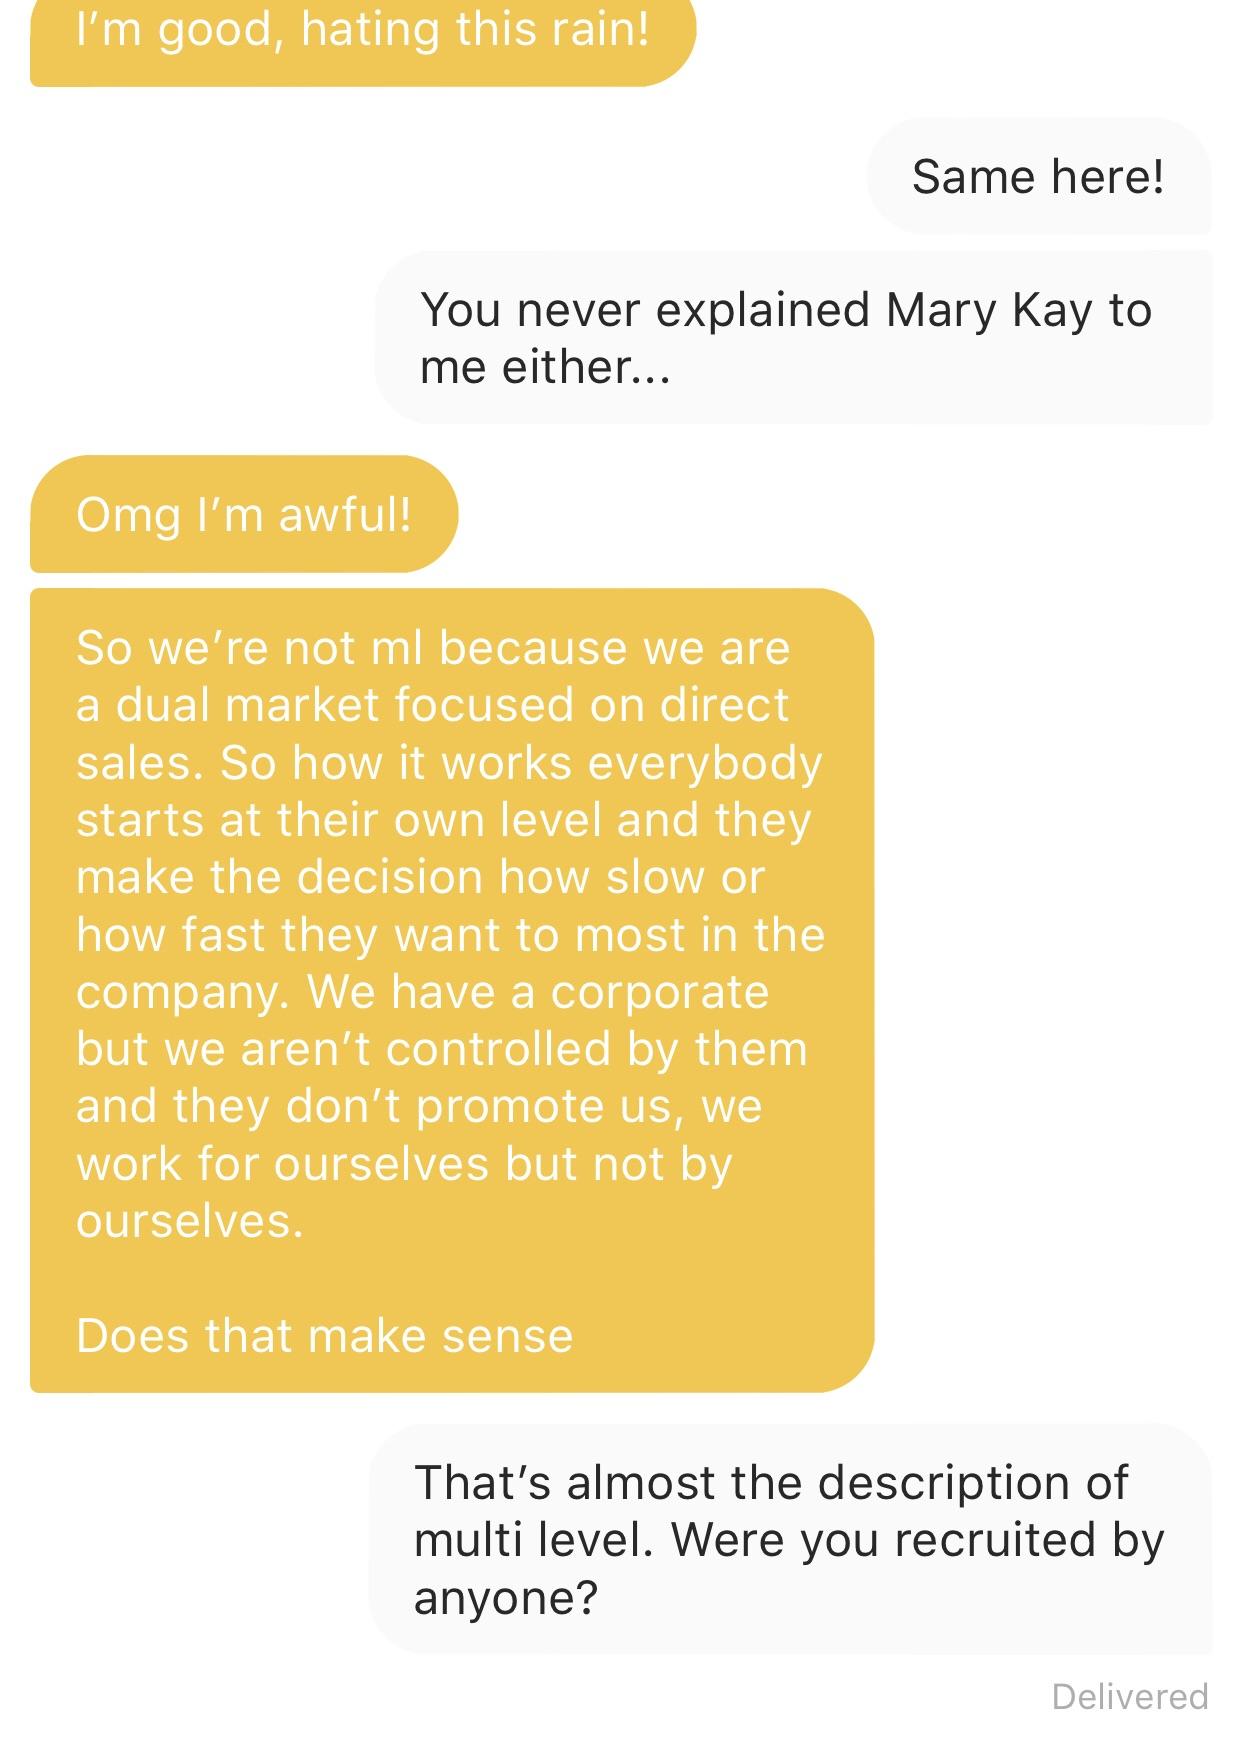 I’m good, hating this rain!
Same here!
You never explained Mary Kay to
me either...
Omg I’m awful!
So we’re not ml because we are
a dual market focused on direct
sales. So how it works everybody
starts at their own level and they
make the decision how slow or
how fast they want to most in the
company. We have a corporate
but we aren’t controlled by them
and they don’t promote us, we
work for ourselves but not by
ourselves.
Does that make sense
That’s almost the description of
multi level. Were you recruited by
anyone?
Delivered